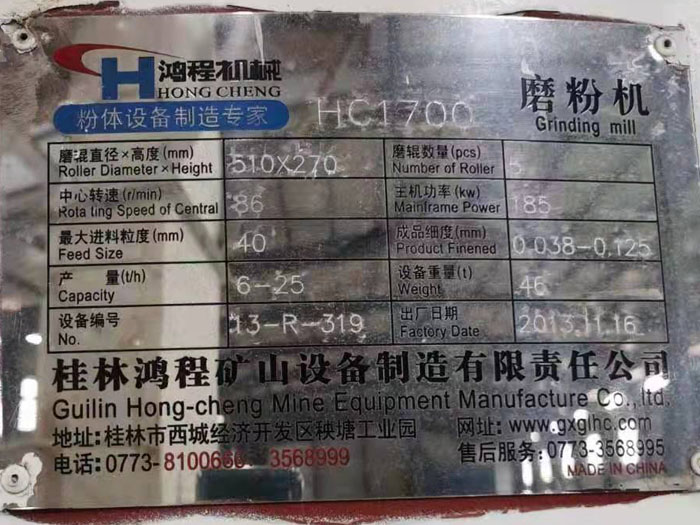 鸿程机械
HONG CHENG
粉体设备制造专家
HC1700
磨粉机
Grinding mill
磨辊直径×高度(mm) 510X270 磨辊数量(pcs) 5
Roller Diameter×Height Number of Roller
中心转速(r/min) 86 主机功率(kw) 185
Rota ting Speed of Central Mainframe Power
最大进料粒度(mm) 40 成品细度(mm) 0.038-0.125
Feed Size Product Finened
产 量(t/h) 6-25 设备重量(t) 46
Capacity Weight
设备编号 13-R-319 出厂日期 2013.11.16
No. Factory Date
桂林鸿程矿山设备制造有限责任公司
Guilin Hong-cheng Mine Equipment Manufacture Co.,ltd.
地址:桂林市西城经济开发区秧塘工业园 网址: www.gxglhc.com
电话: 0773-8100666 3568999 售后服务: 0773-3568995
MADE IN CHINA